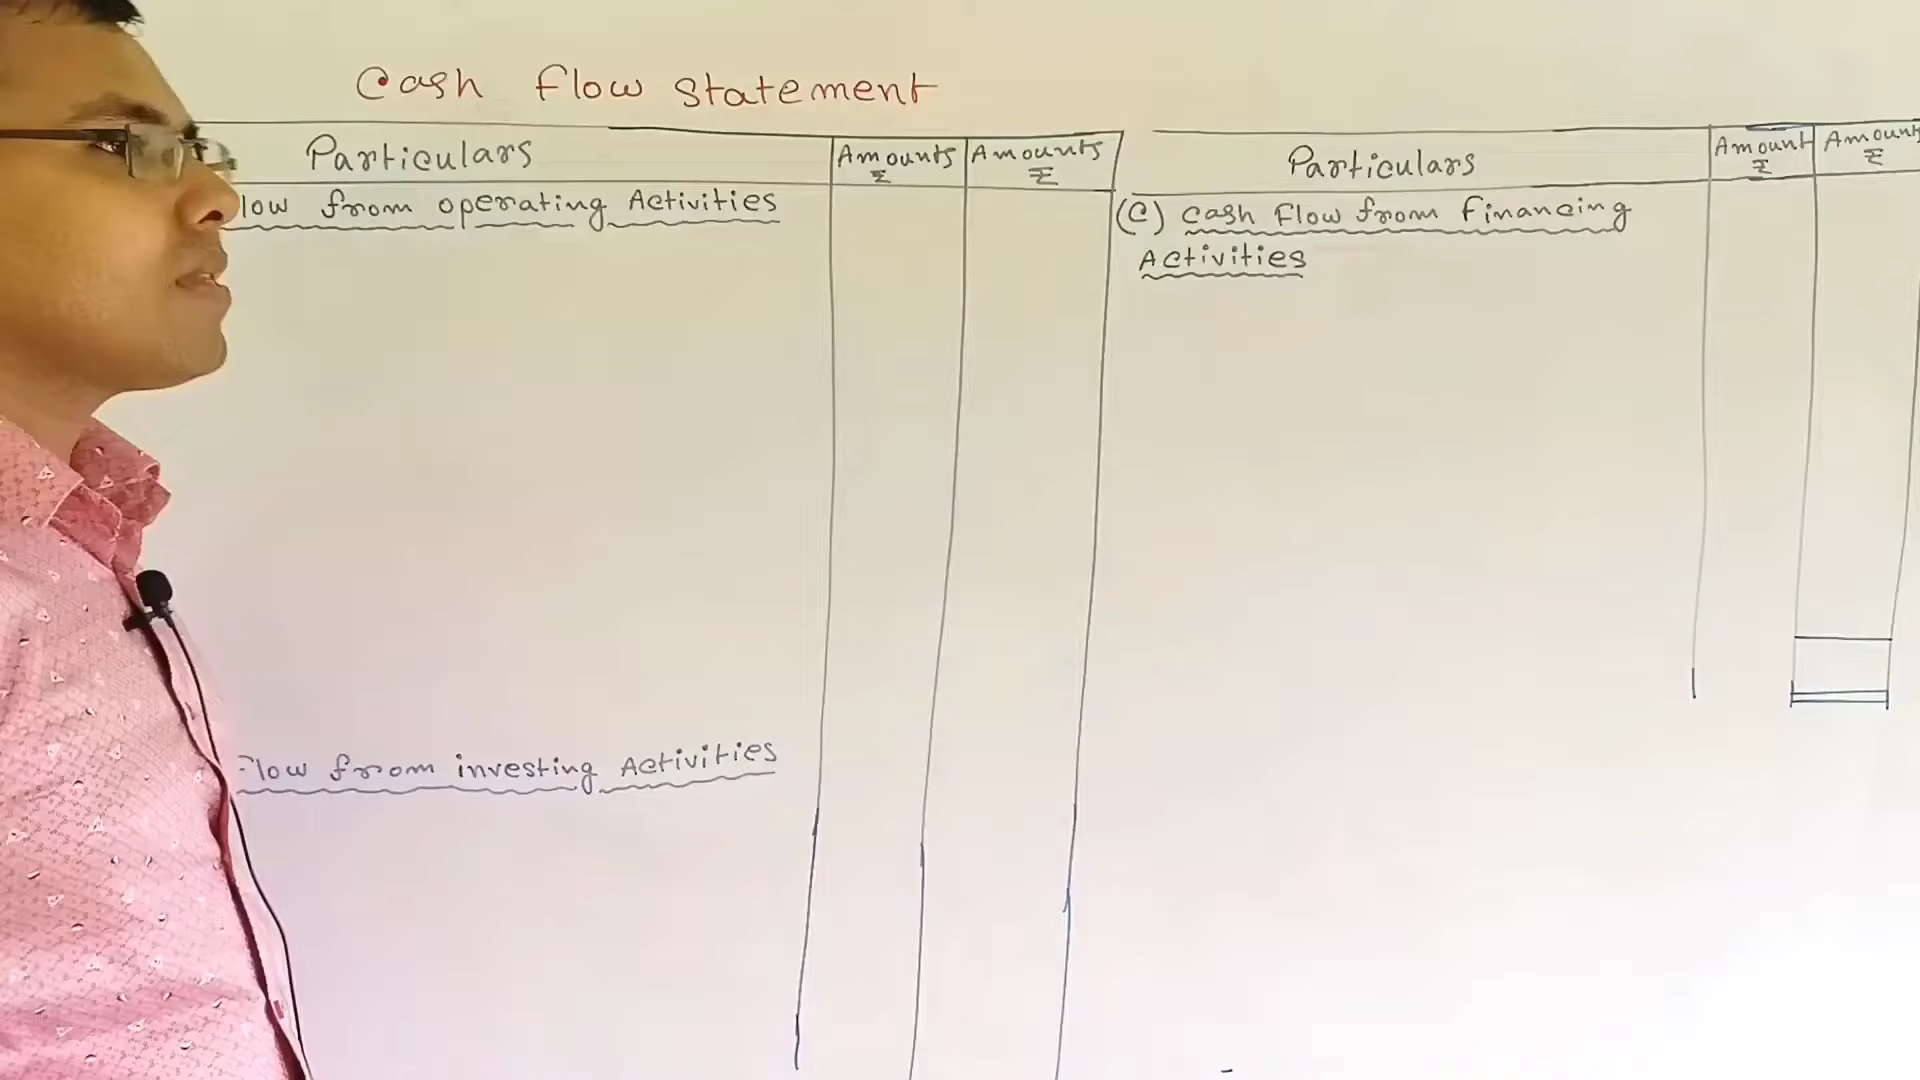 Cash Flow Statement
Particulars Amounts ₹ Amounts ₹
low from operating Activities
Flow from investing Activities
Particulars Amount ₹ Amount ₹
(C) Cash Flow from Financing
Activities